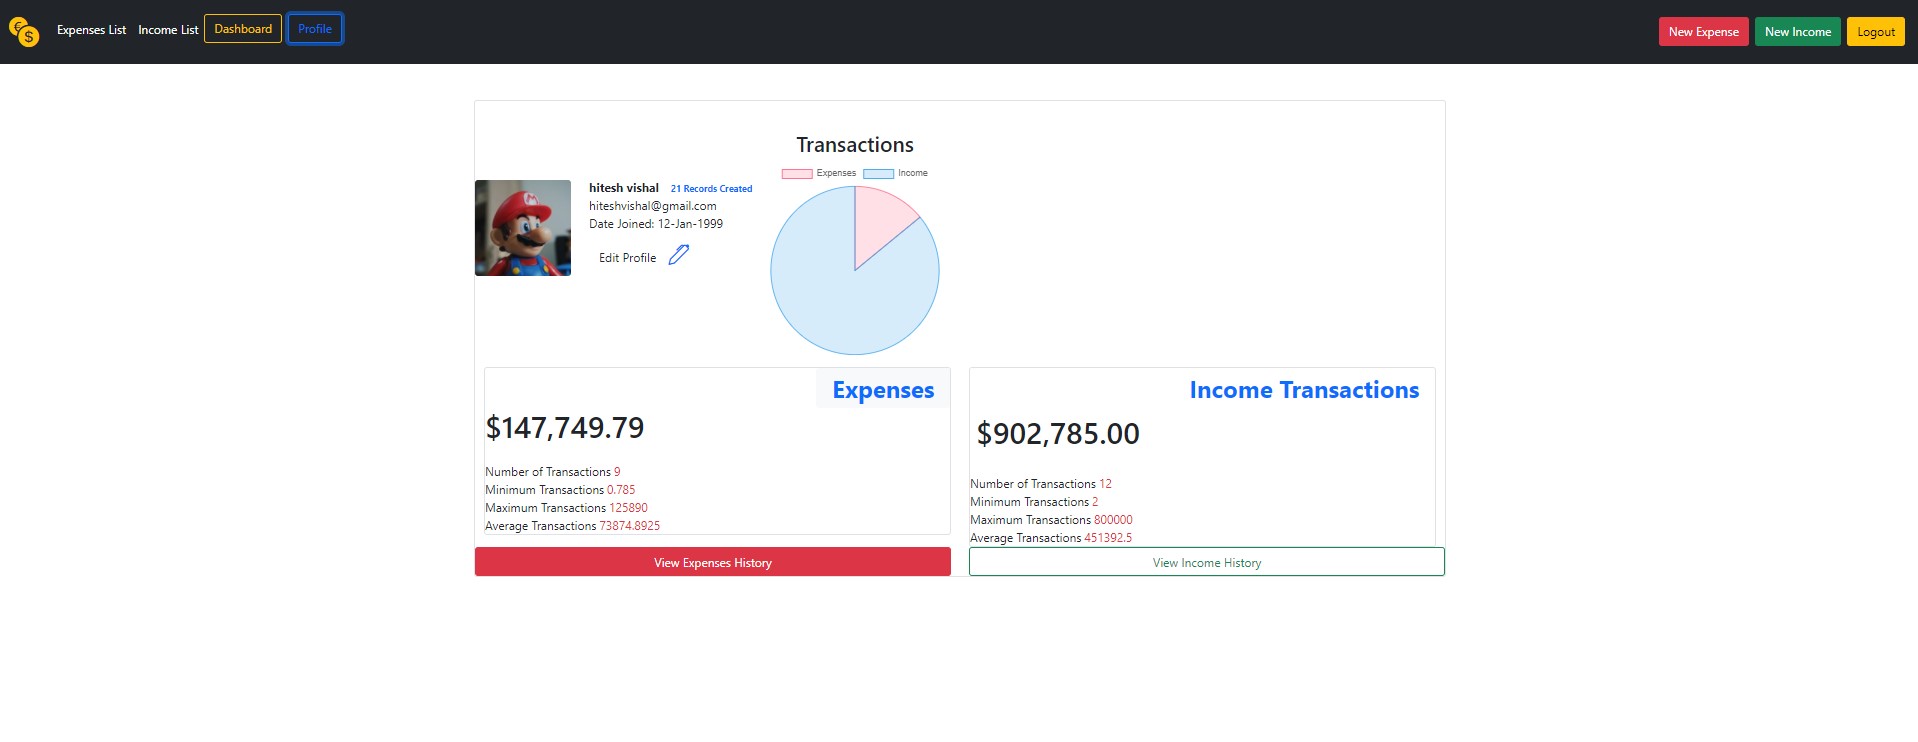 € $
Expenses List Income List Dashboard Profile
New Expense New Income Logout
Transactions
Expenses Income
hitesh vishal 21 Records Created
hiteshvishal@gmail.com
Date Joined: 12-Jan-1999
Edit Profile
Expenses
$147,749.79
Number of Transactions 9
Minimum Transactions 0.785
Maximum Transactions 125890
Average Transactions 73874.8925
View Expenses History
Income Transactions
$902,785.00
Number of Transactions 12
Minimum Transactions 2
Maximum Transactions 800000
Average Transactions 451392.5
View Income History